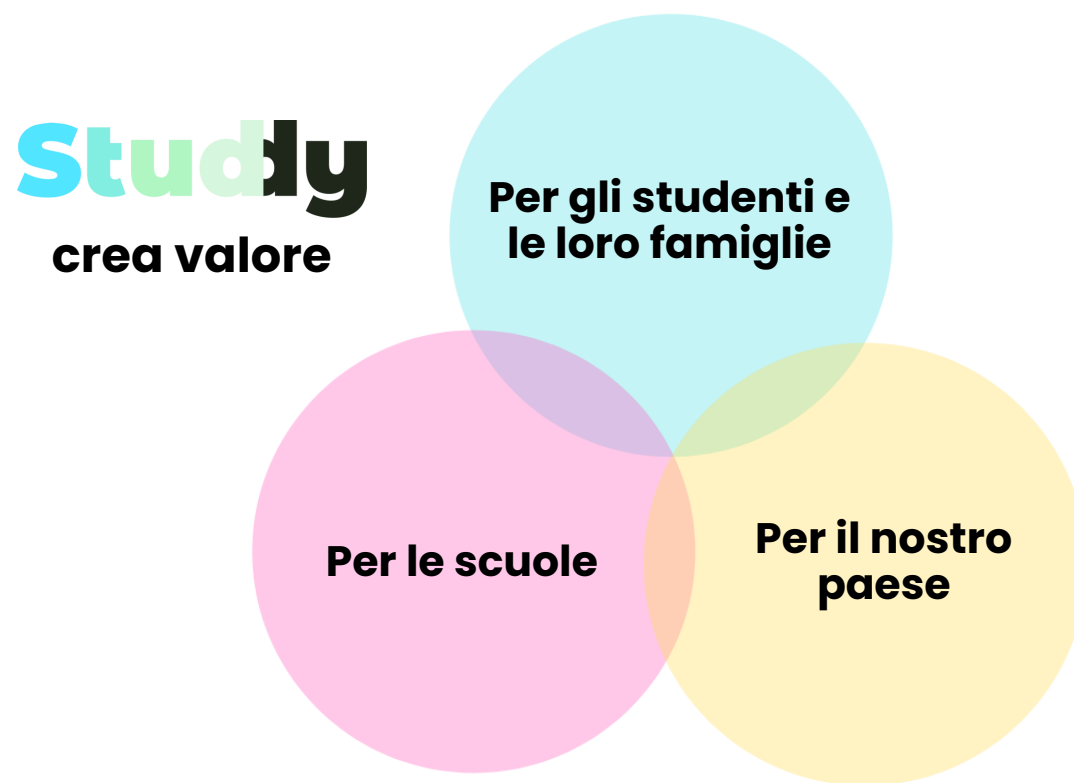 Studdy
crea valore
Per gli studenti e
le loro famiglie
Per le scuole
Per il nostro
paese